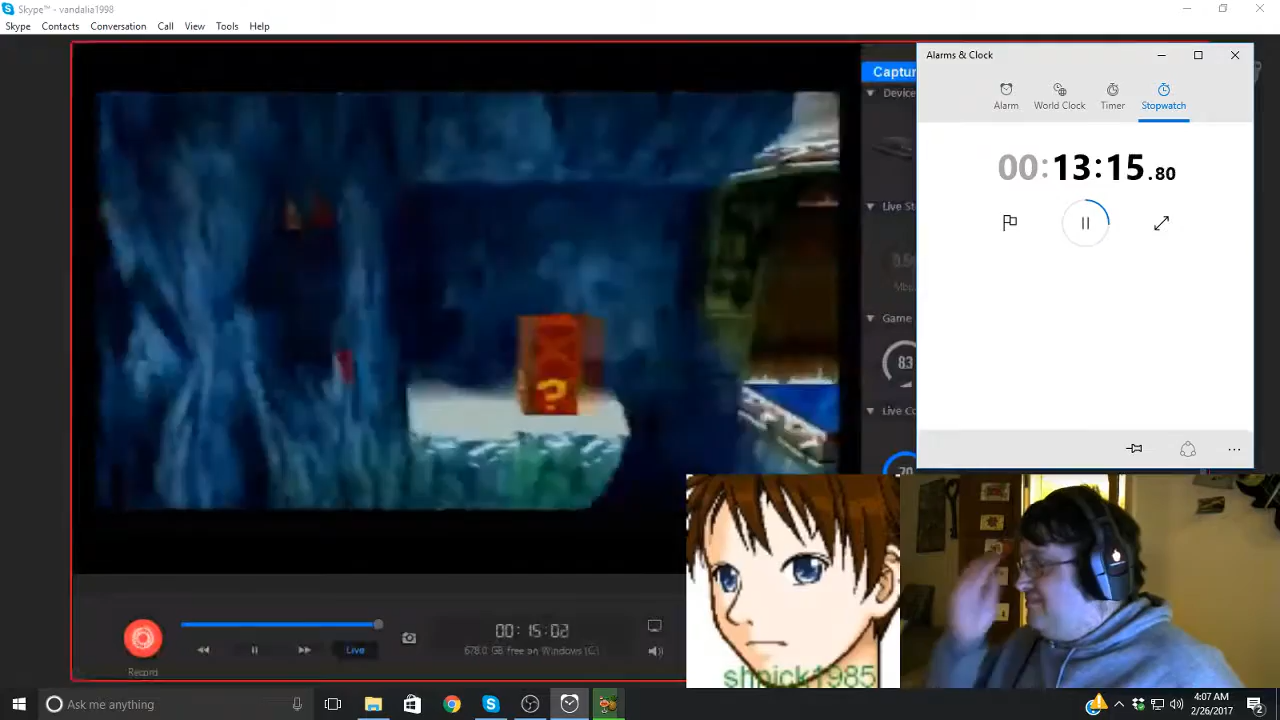 Skype™ - vandalia1998
Skype Contacts Conversation Call View Tools Help
Alarms & Clock
Alarm World Clock Timer Stopwatch
00:13:15.80
Captur
Device
Live St
Game
83
Live Co
?
00:15:02
678.0 GB free on Windows (C:)
Live
Record
shpick1985
Ask me anything
4:07 AM
2/26/2017
2